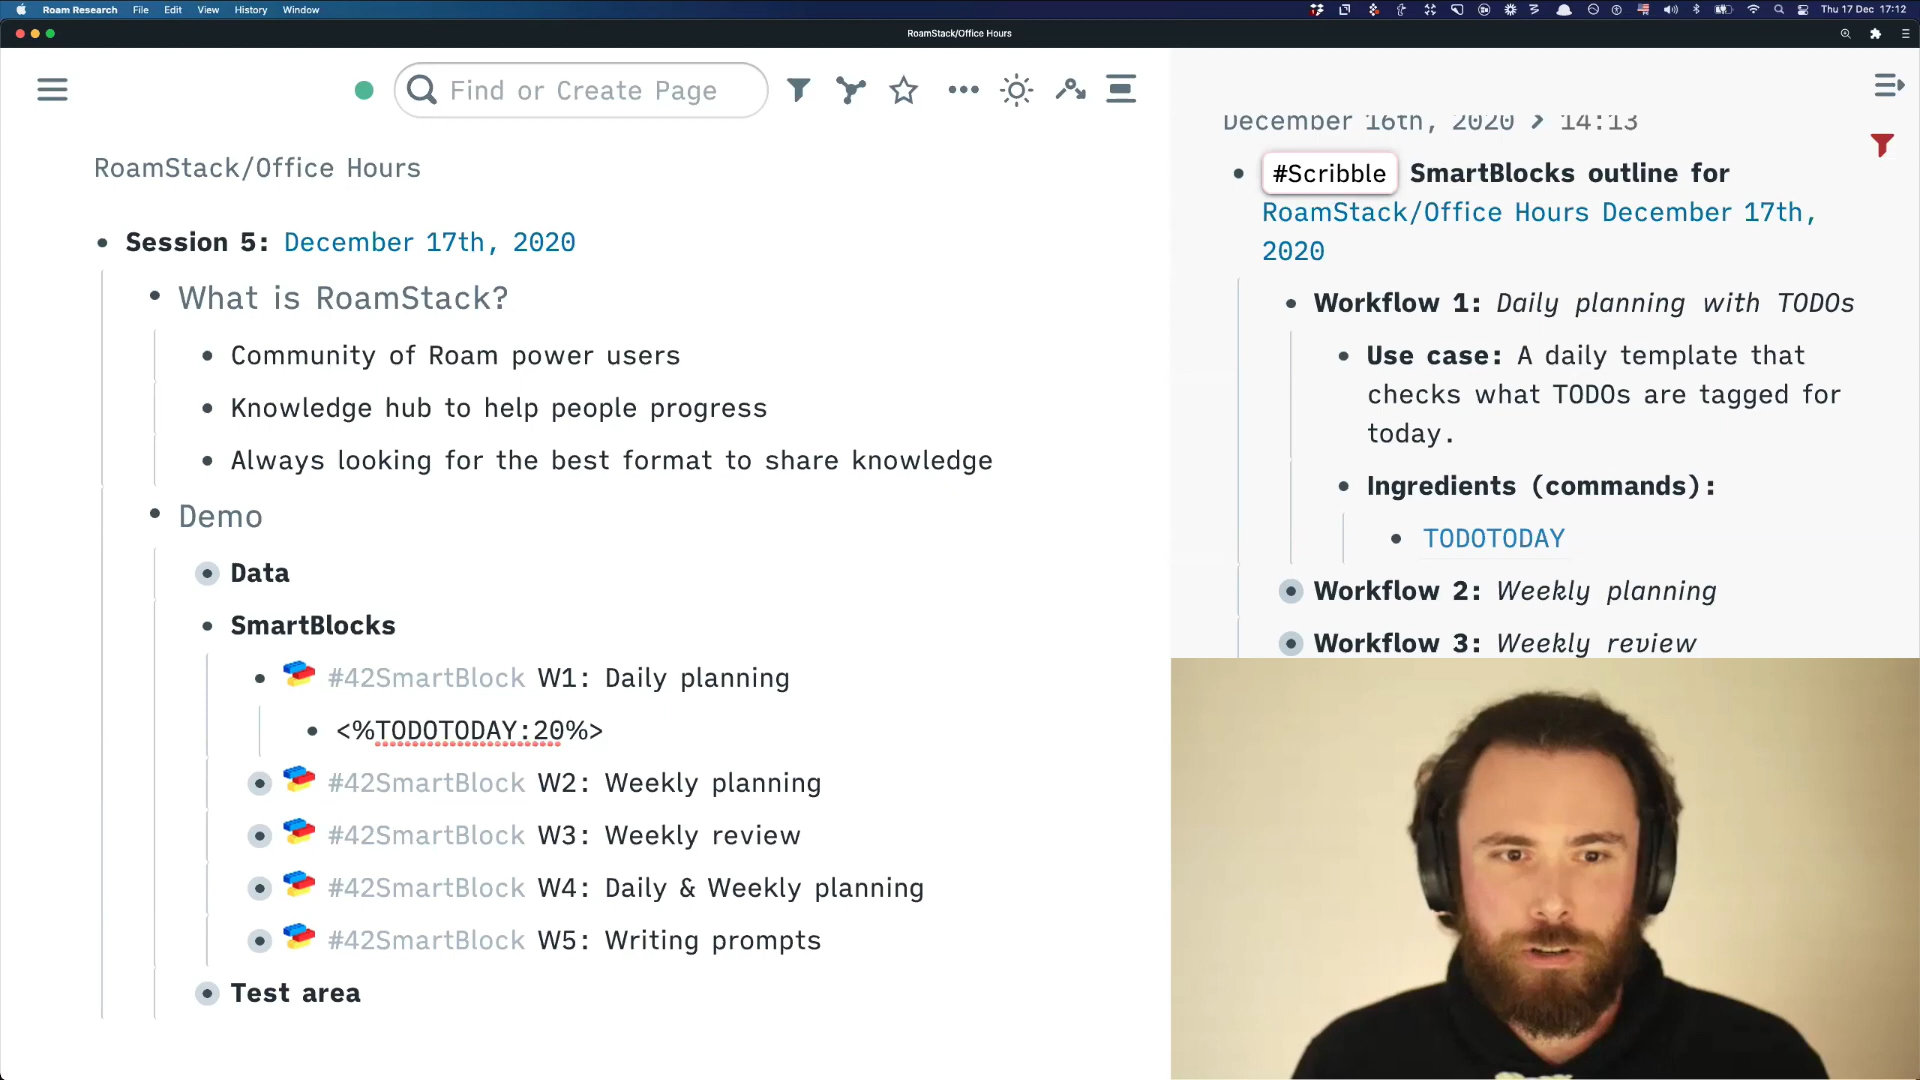 Roam Research File Edit View History Window Thu 17 Dec 17:12
RoamStack/Office Hours
Find or Create Page
RoamStack/Office Hours
Session 5: December 17th, 2020
What is RoamStack?
Community of Roam power users
Knowledge hub to help people progress
Always looking for the best format to share knowledge
Demo
Data
SmartBlocks
#42SmartBlock W1: Daily planning
<%TODOTODAY:20%>
#42SmartBlock W2: Weekly planning
#42SmartBlock W3: Weekly review
#42SmartBlock W4: Daily & Weekly planning
#42SmartBlock W5: Writing prompts
Test area
December 16th, 2020 > 14:13
#Scribble SmartBlocks outline for
RoamStack/Office Hours December 17th,
2020
Workflow 1: Daily planning with TODOs
Use case: A daily template that
checks what TODOs are tagged for
today.
Ingredients (commands):
TODOTODAY
Workflow 2: Weekly planning
Workflow 3: Weekly review